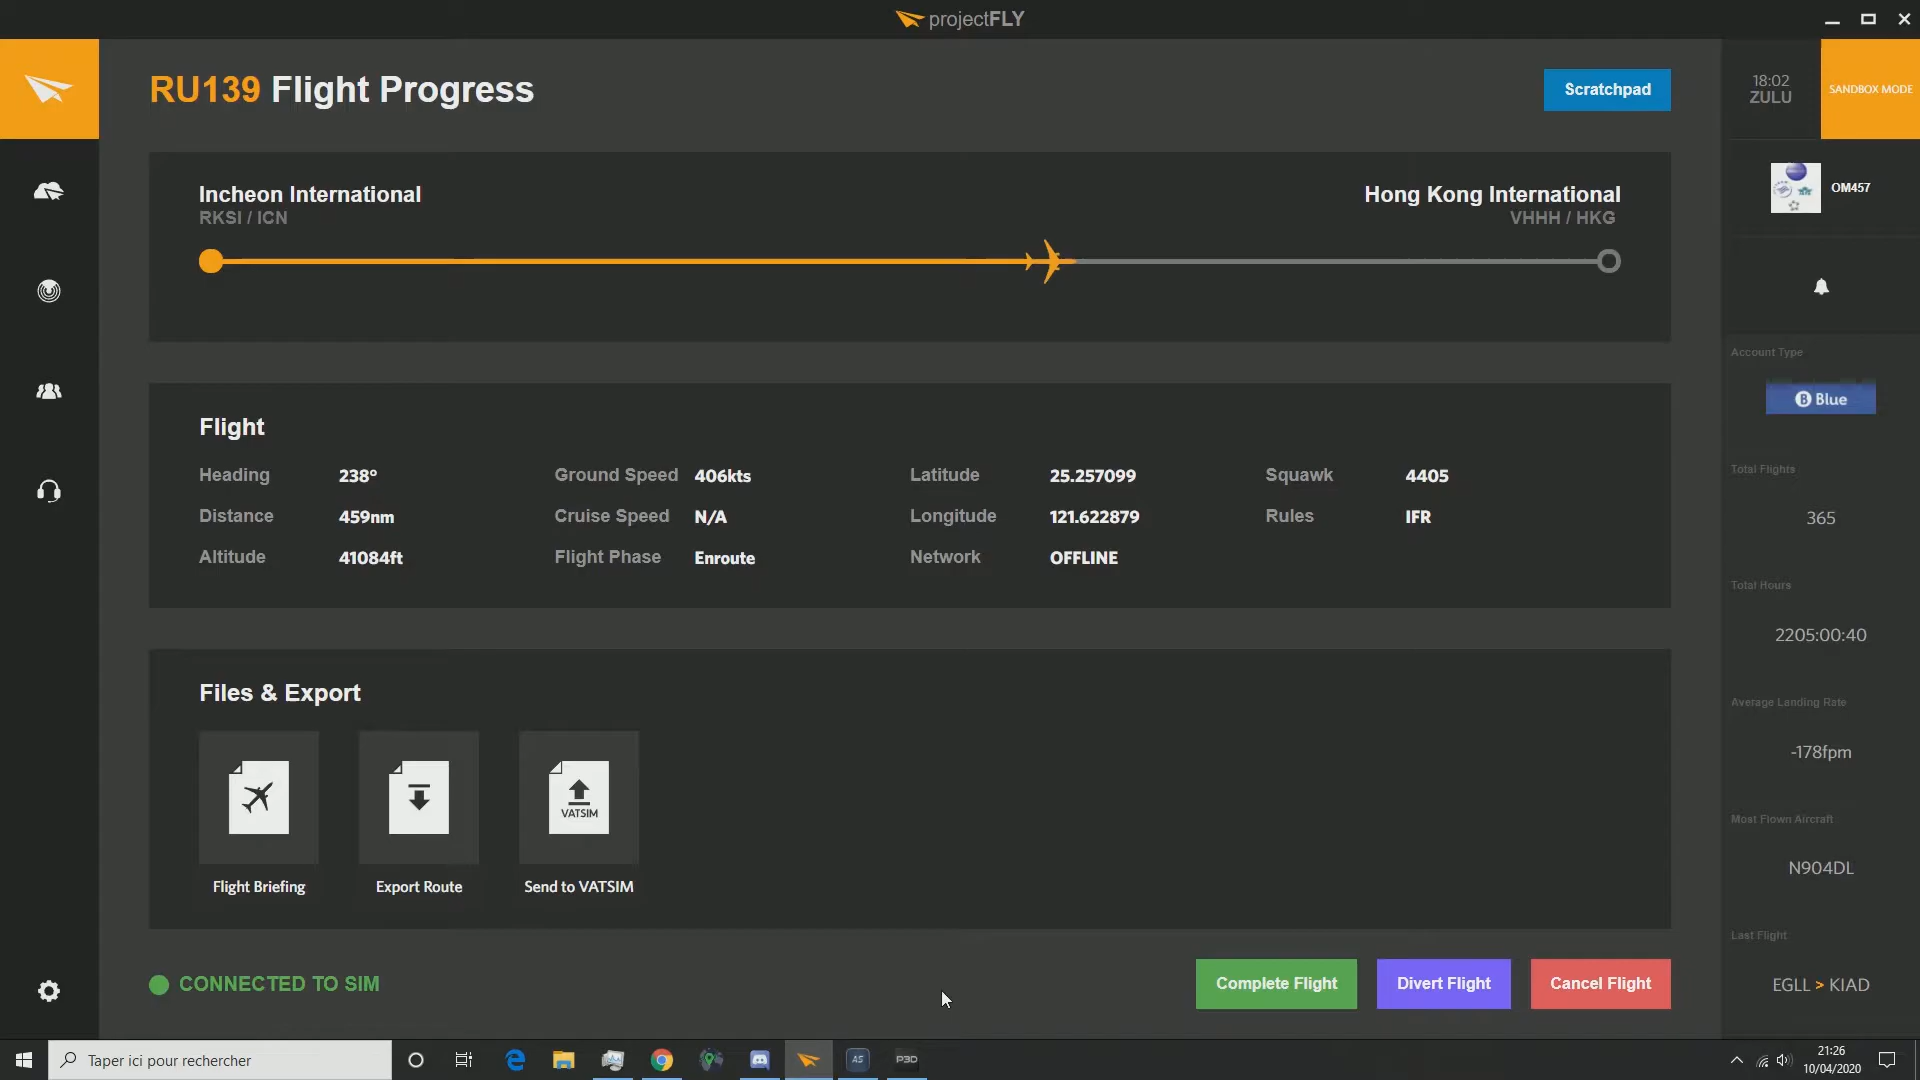 projectFLY
RU139 Flight Progress
Scratchpad
18:02
ZULU
SANDBOX MODE
Incheon International
RKSI / ICN
Hong Kong International
VHHH / HKG
OM457
Flight
Heading 238° Ground Speed 406kts Latitude 25.257099 Squawk 4405
Distance 459nm Cruise Speed N/A Longitude 121.622879 Rules IFR
Altitude 41084ft Flight Phase Enroute Network OFFLINE
Account Type
B Blue
Total Flights
365
Total Hours
2205:00:40
Average Landing Rate
-178fpm
Most Flown Aircraft
N904DL
Last Flight
EGLL > KIAD
Files & Export
VATSIM
Flight Briefing
Export Route
Send to VATSIM
CONNECTED TO SIM
Complete Flight
Divert Flight
Cancel Flight
Taper ici pour rechercher
AS
P3D
21:26
10/04/2020